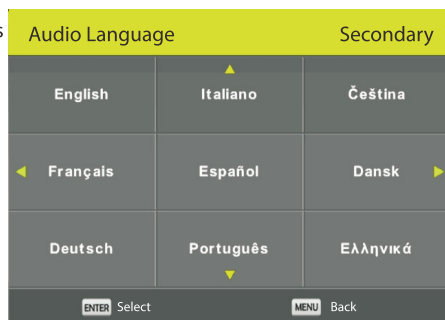 s
Audio Language Secondary
English Italiano Čeština
Français Español Dansk
Deutsch Português Ελληνικά
ENTER Select MENU Back